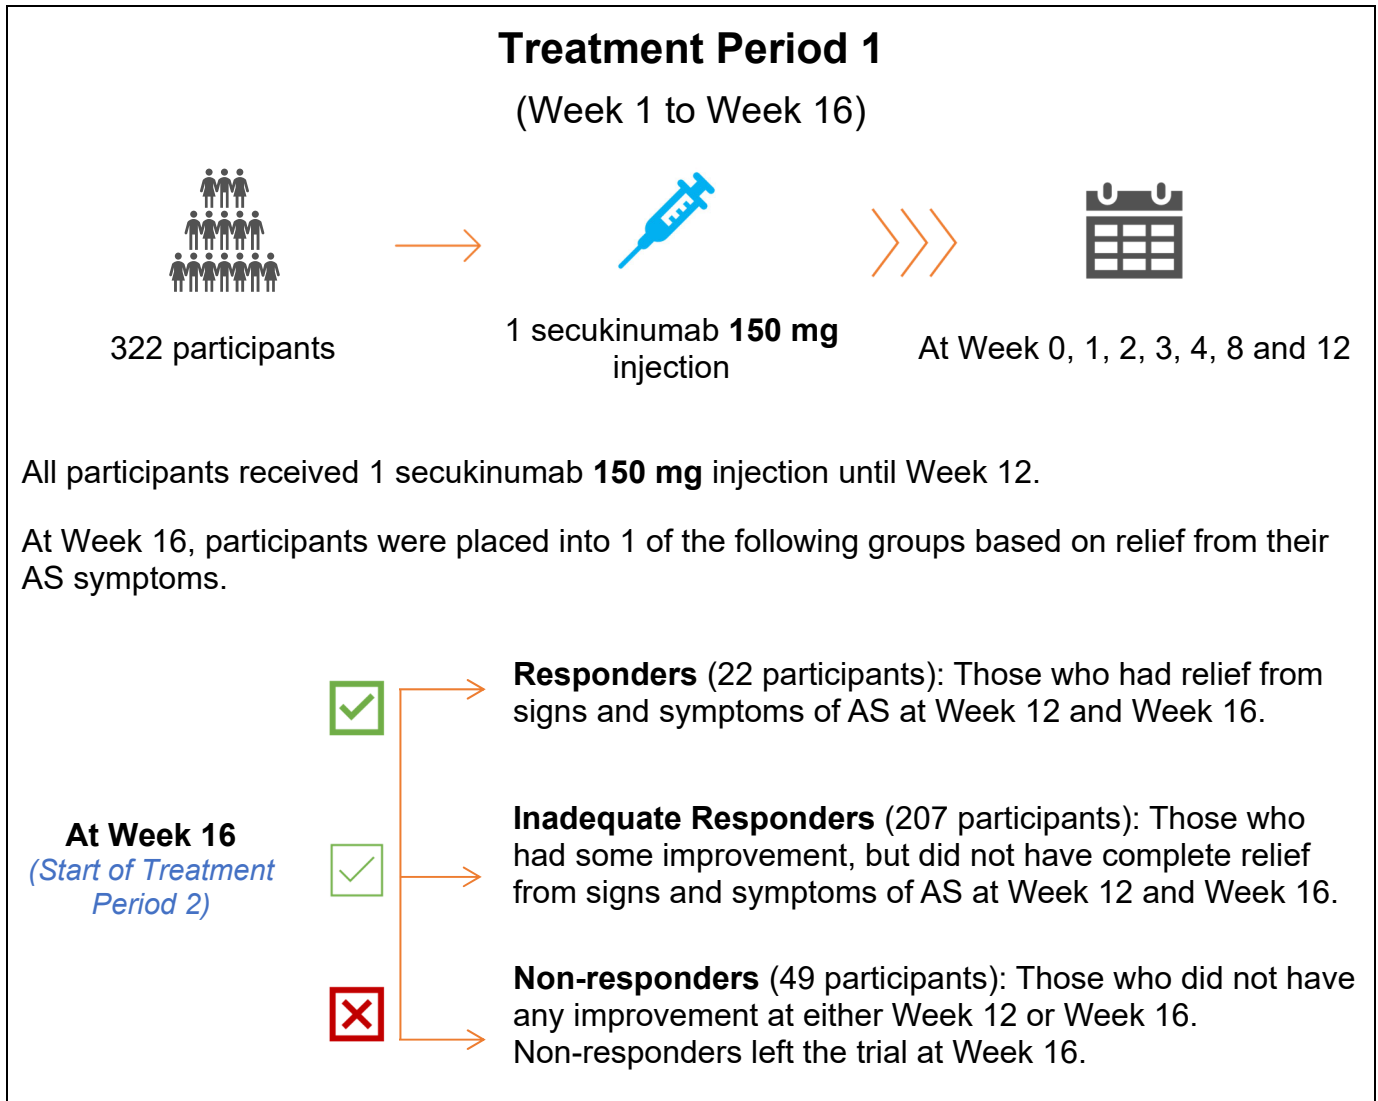 Treatment Period 1
(Week 1 to Week 16)
322 participants
1 secukinumab 150 mg
injection
At Week 0, 1, 2, 3, 4, 8 and 12
All participants received 1 secukinumab 150 mg injection until Week 12.
At Week 16, participants were placed into 1 of the following groups based on relief from their
AS symptoms.
At Week 16
(Start of Treatment
Period 2)
Responders (22 participants): Those who had relief from
signs and symptoms of AS at Week 12 and Week 16.
Inadequate Responders (207 participants): Those who
had some improvement, but did not have complete relief
from signs and symptoms of AS at Week 12 and Week 16.
Non-responders (49 participants): Those who did not have
any improvement at either Week 12 or Week 16.
Non-responders left the trial at Week 16.